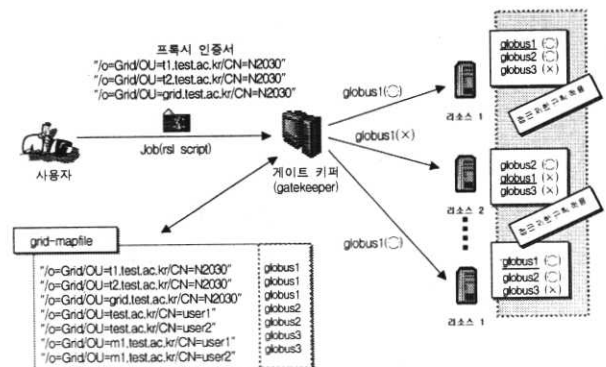 프록시 인증서
"/o=Grid/OU=t1.test.ac.kr/CN=N2030"
"/o=Grid/OU=t2.test.ac.kr/CN=N2030"
"/o=Grid/OU=grid.test.ac.kr/CN=N2030"
사용자
Job(rsl script)
게이트 키퍼
(gatekeeper)
globus1(○)
globus1(×)
globus1(○)
리소스 1
globus1 (○)
globus2 (○)
globus3 (×)
리소스 2
globus2 (○)
globus1 (×)
globus3 (×)
리소스 1
globus1 (○)
globus2 (○)
globus3 (×)
grid-mapfile
"/o=Grid/OU=t1.test.ac.kr/CN=N2030" globus1
"/o=Grid/OU=t2.test.ac.kr/CN=N2030" globus1
"/o=Grid/OU=grid.test.ac.kr/CN=N2030" globus1
"/o=Grid/OU=test.ac.kr/CN=user1" globus2
"/o=Grid/OU=test.ac.kr/CN=user2" globus2
"/o=Grid/OU=m1.test.ac.kr/CN=user1" globus3
"/o=Grid/OU=m1.test.ac.kr/CN=user2" globus3